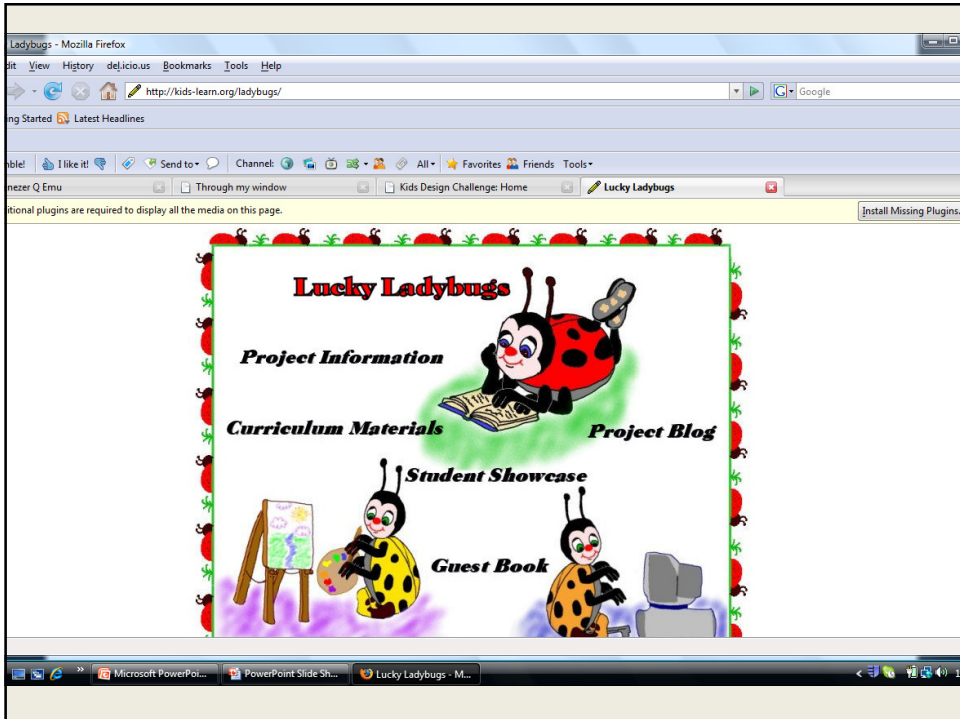 Ladybugs - Mozilla Firefox
dit View History del.icio.us Bookmarks Tools Help
http://kids-learn.org/ladybugs/ G Google
ng Started Latest Headlines
mble! I like it! Send to Channel: All Favorites Friends Tools
nezer Q Emu Through my window Kids Design Challenge: Home Lucky Ladybugs
itional plugins are required to display all the media on this page. Install Missing Plugins.
Lucky Ladybugs
Project Information
Curriculum Materials
Project Blog
Student Showcase
Guest Book
Microsoft PowerPoi... PowerPoint Slide Sh... Lucky Ladybugs - M... 1